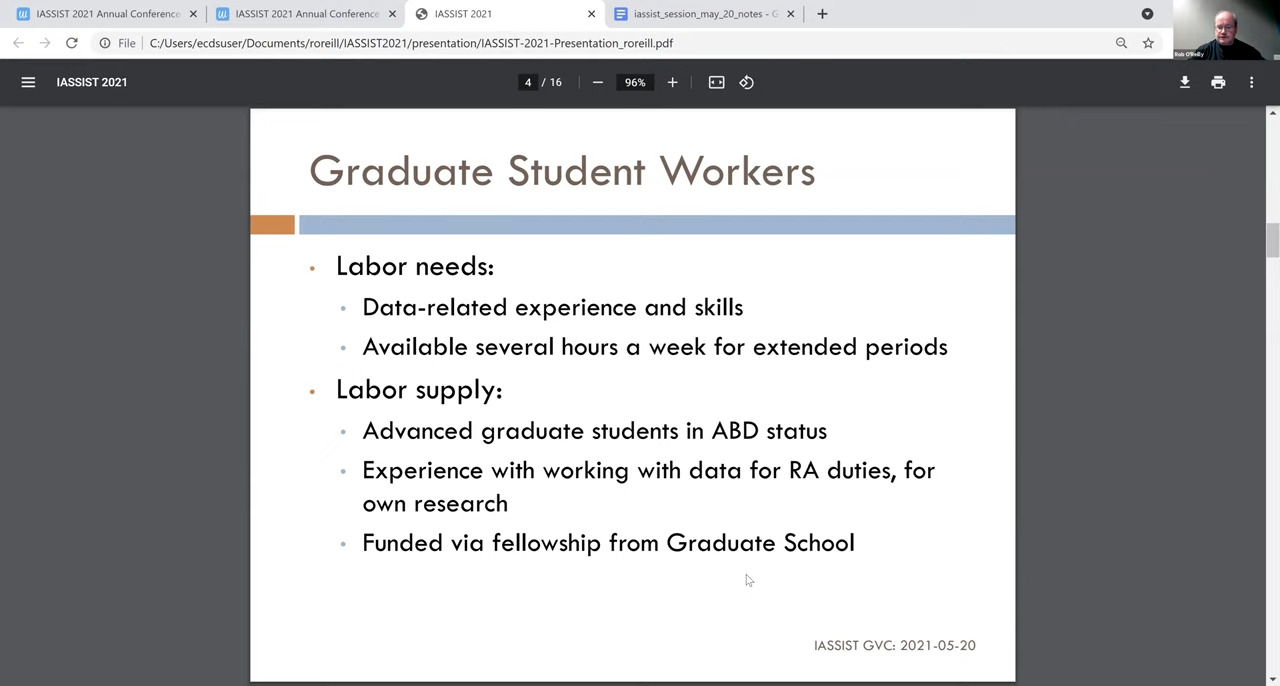 IASSIST 2021 Annual Conference
IASSIST 2021 Annual Conference
IASSIST 2021
iassist_session_may_20_notes - G
File C:/Users/ecdsuser/Documents/roreill/IASSIST2021/presentation/IASSIST-2021-Presentation_roreill.pdf
Rob O'Reilly
IASSIST 2021
4 / 16
96%
Graduate Student Workers
• Labor needs:
• Data-related experience and skills
• Available several hours a week for extended periods
• Labor supply:
• Advanced graduate students in ABD status
• Experience with working with data for RA duties, for
own research
• Funded via fellowship from Graduate School
IASSIST GVC: 2021-05-20